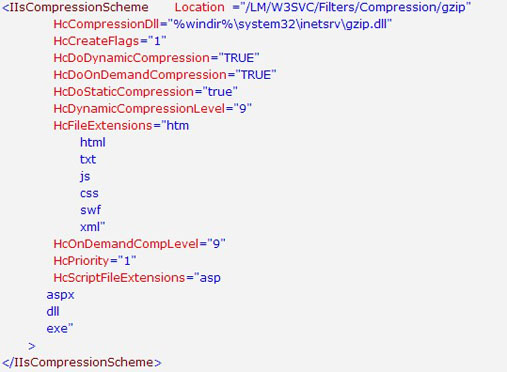 <IIsCompressionScheme Location ="/LM/W3SVC/Filters/Compression/gzip"
HcCompressionDll="%windir%\system32\inetsrv\gzip.dll"
HcCreateFlags="1"
HcDoDynamicCompression="TRUE"
HcDoOnDemandCompression="TRUE"
HcDoStaticCompression="true"
HcDynamicCompressionLevel="9"
HcFileExtensions="htm
html
txt
js
css
swf
xml"
HcOnDemandCompLevel="9"
HcPriority="1"
HcScriptFileExtensions="asp
aspx
dll
exe"
>
</IIsCompressionScheme>